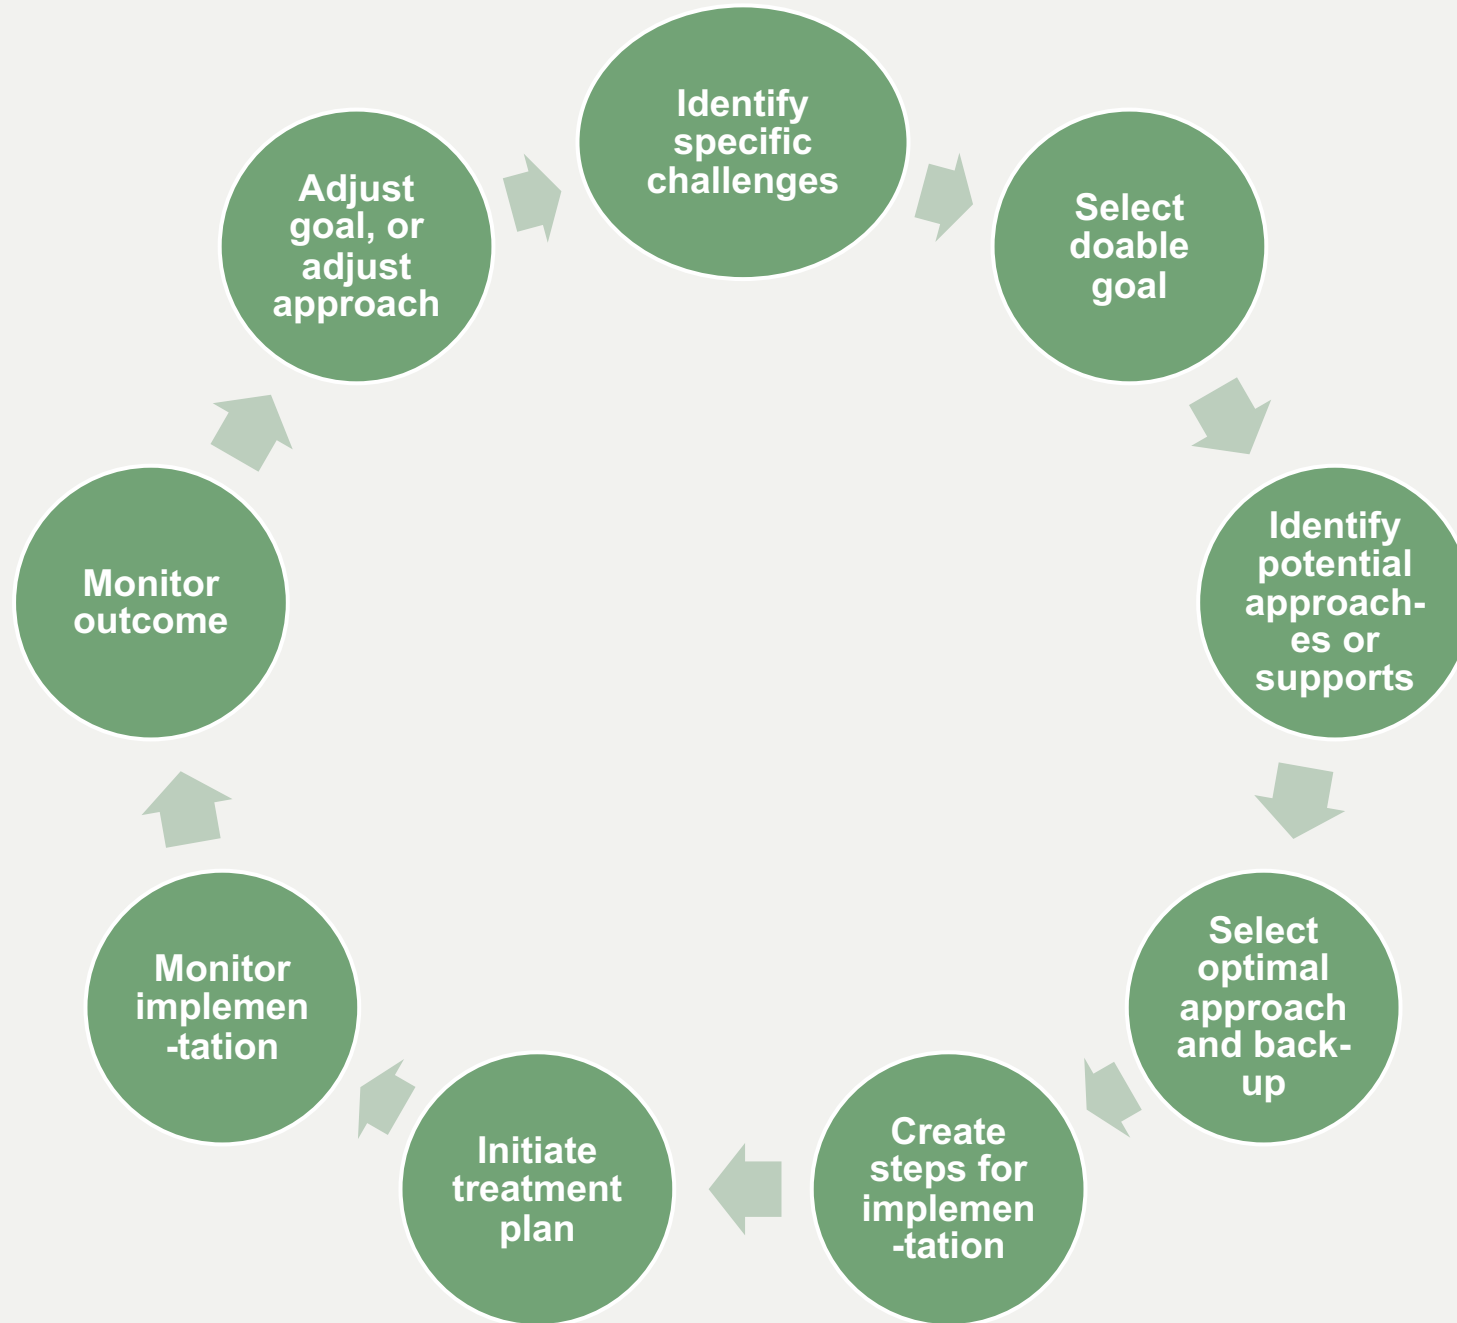 Identify
specific
challenges
Select
doable
goal
Identify
potential
approach-
es or
supports
Select
optimal
approach
and back-
up
Create
steps for
implemen
-tation
Initiate
treatment
plan
Monitor
implemen
-tation
Monitor
outcome
Adjust
goal, or
adjust
approach